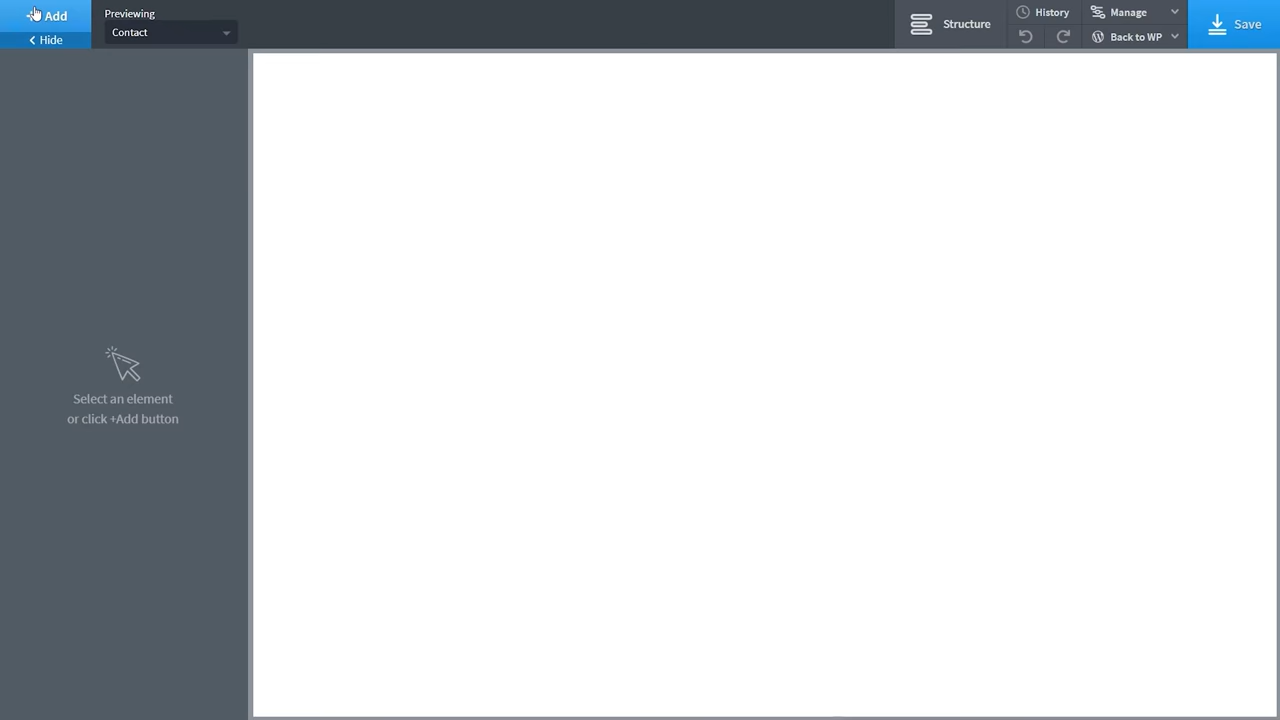 Add
Hide
Previewing
Contact
Structure
History
Manage
Back to WP
Save
Select an element
or click +Add button